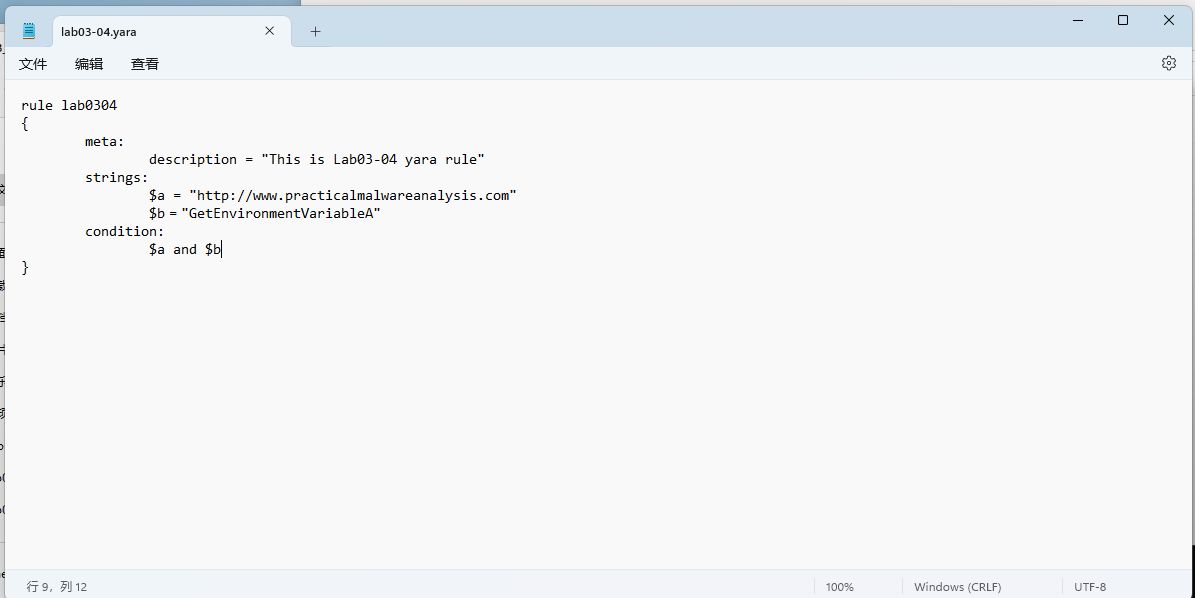 lab03-04.yara
文件 编辑 查看
rule lab0304
{
meta:
description = "This is Lab03-04 yara rule"
strings:
$a = "http://www.practicalmalwareanalysis.com"
$b = "GetEnvironmentVariableA"
condition:
$a and $b
}
行 9，列 12 100% Windows (CRLF) UTF-8